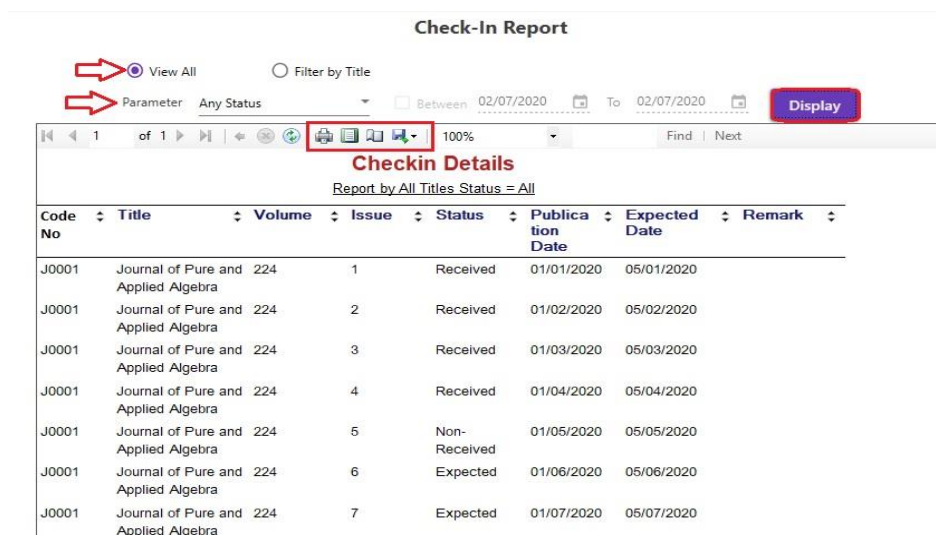 Check-In Report
View All Filter by Title
Parameter Any Status Between 02/07/2020 To 02/07/2020 Display
1 of 1 100% Find | Next
Checkin Details
Report by All Titles Status = All
Code No Title Volume Issue Status Publica tion Date Expected Date Remark
J0001 Journal of Pure and 224 1 Received 01/01/2020 05/01/2020
Applied Algebra
J0001 Journal of Pure and 224 2 Received 01/02/2020 05/02/2020
Applied Algebra
J0001 Journal of Pure and 224 3 Received 01/03/2020 05/03/2020
Applied Algebra
J0001 Journal of Pure and 224 4 Received 01/04/2020 05/04/2020
Applied Algebra
J0001 Journal of Pure and 224 5 Non- 01/05/2020 05/05/2020
Applied Algebra Received
J0001 Journal of Pure and 224 6 Expected 01/06/2020 05/06/2020
Applied Algebra
J0001 Journal of Pure and 224 7 Expected 01/07/2020 05/07/2020
Applied Algebra